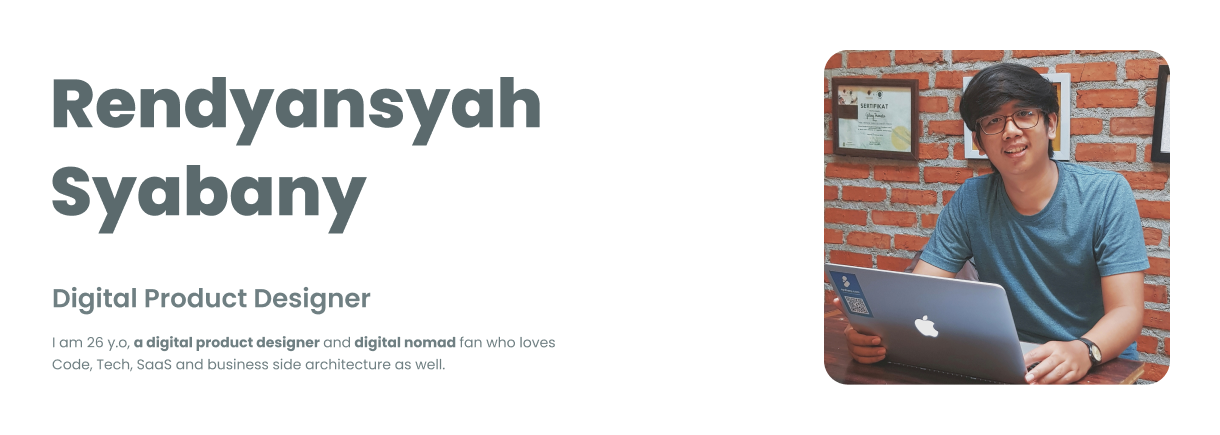 Rendyansyah
Syabany
Digital Product Designer
I am 26 y.o, a digital product designer and digital nomad fan who loves
Code, Tech, SaaS and business side architecture as well.
SERTIFIKAT